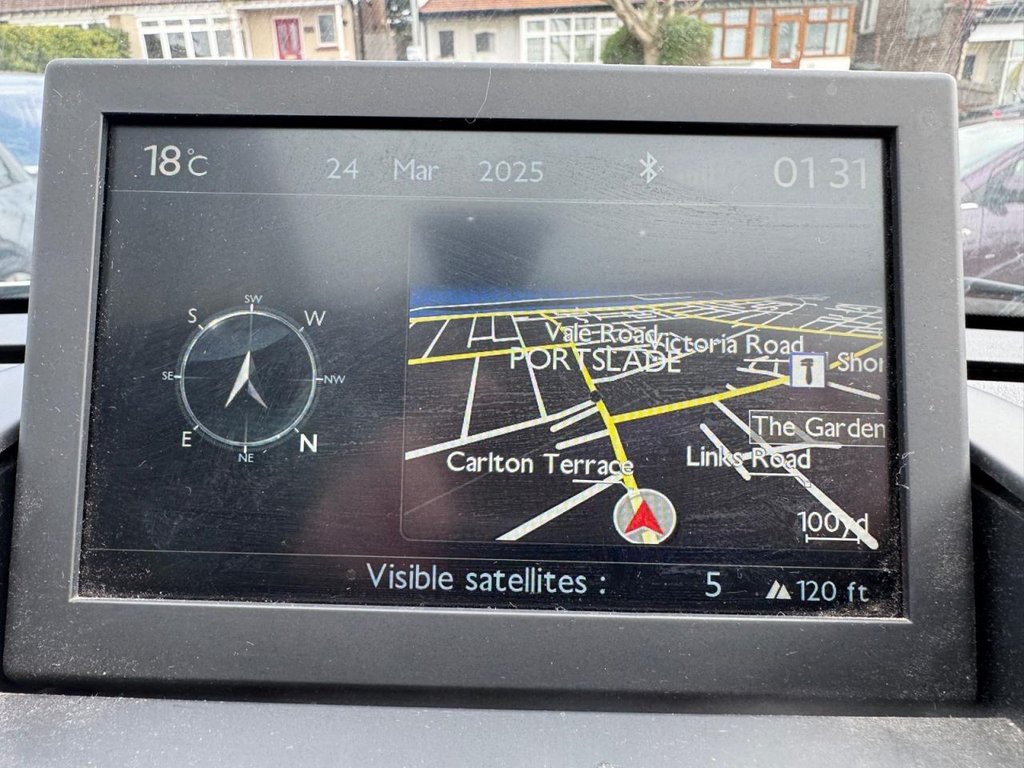 18°C 24 Mar 2025 01 31
SW
S W
SE NW
E N
NE
Vale Road
Victoria Road
PORTSLADE
Shor
The Garden
Carlton Terrace
Links Road
100yd
Visible satellites : 5 120 ft